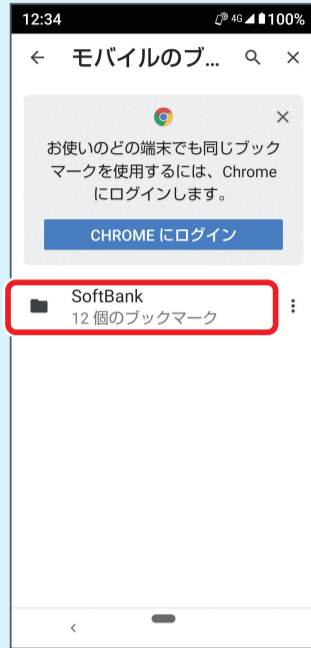 12:34 4G 100%
モバイルのブ...
お使いのどの端末でも同じブック
マークを使用するには、Chrome
にログインします。
CHROME にログイン
SoftBank
12 個のブックマーク